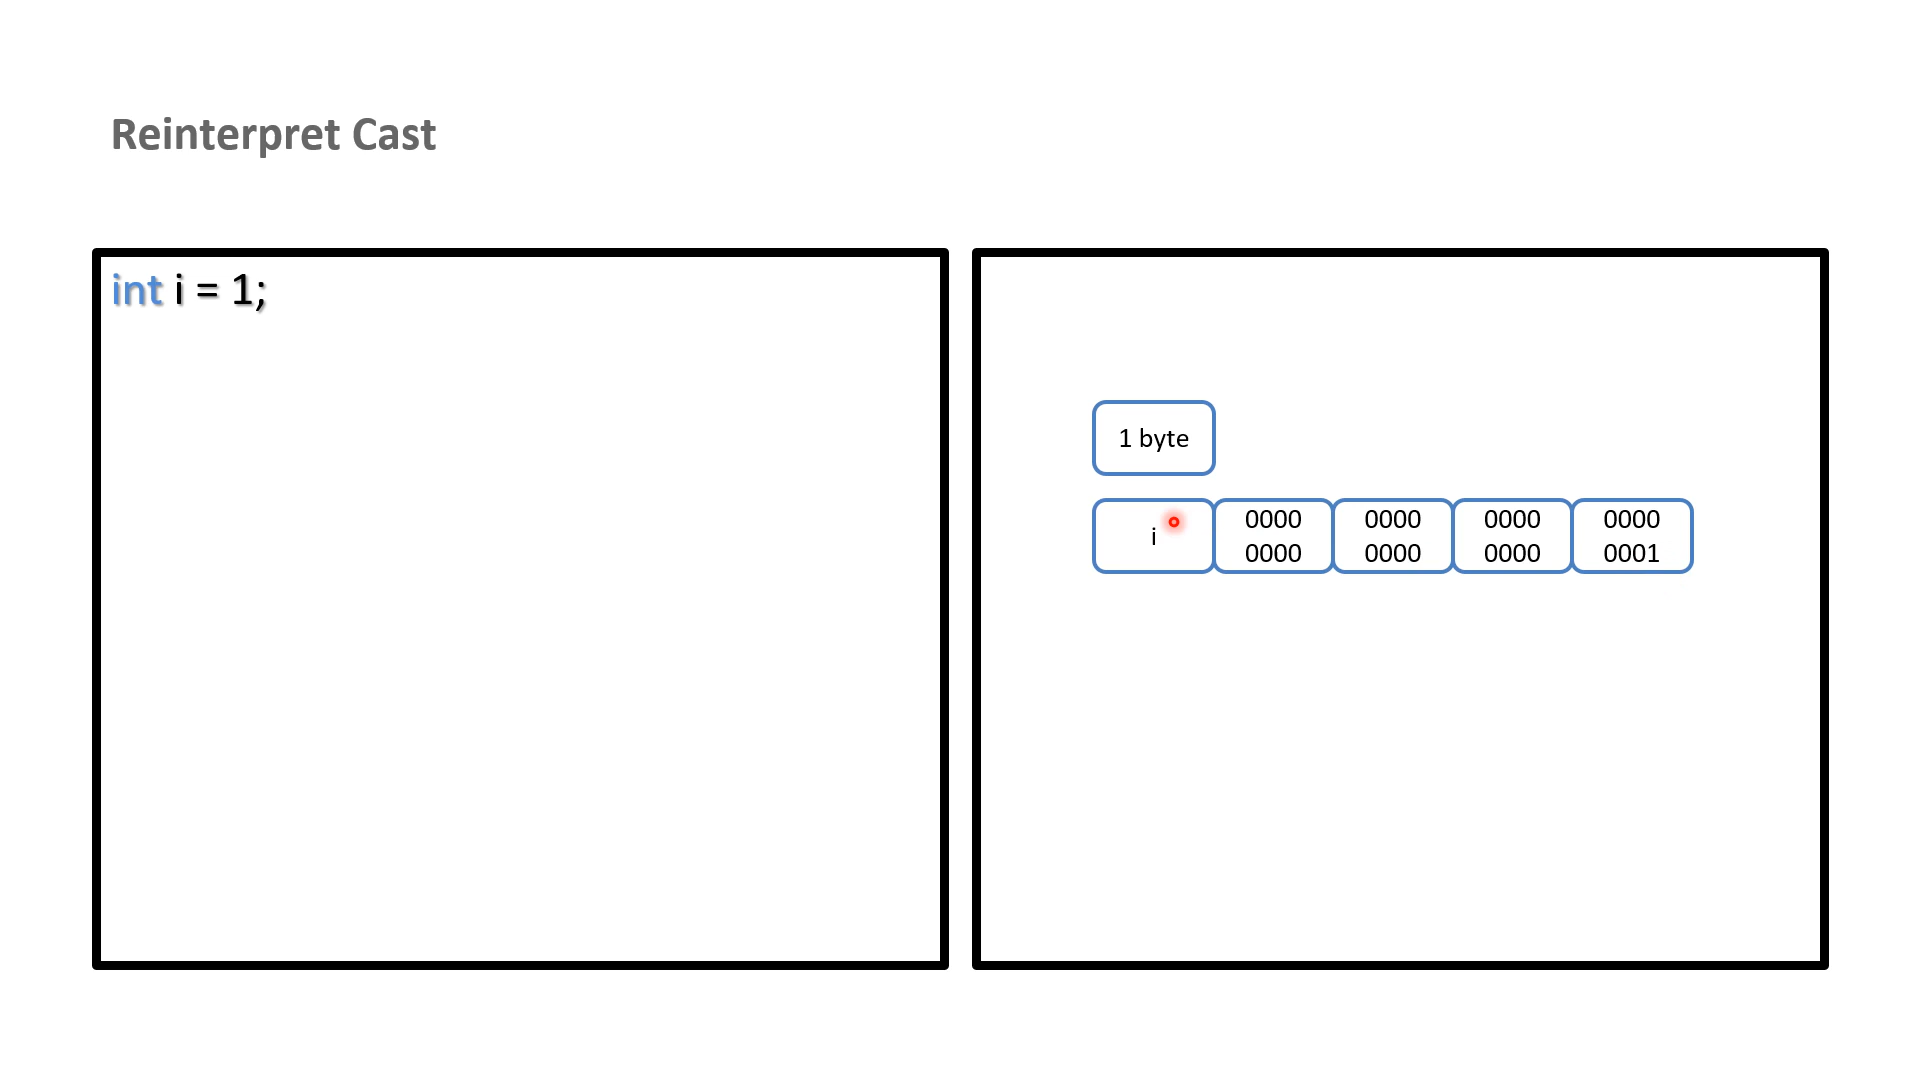 Reinterpret Cast
int i = 1;
1 byte
i
0000 0000 0000 0000
0000 0000 0000 0001